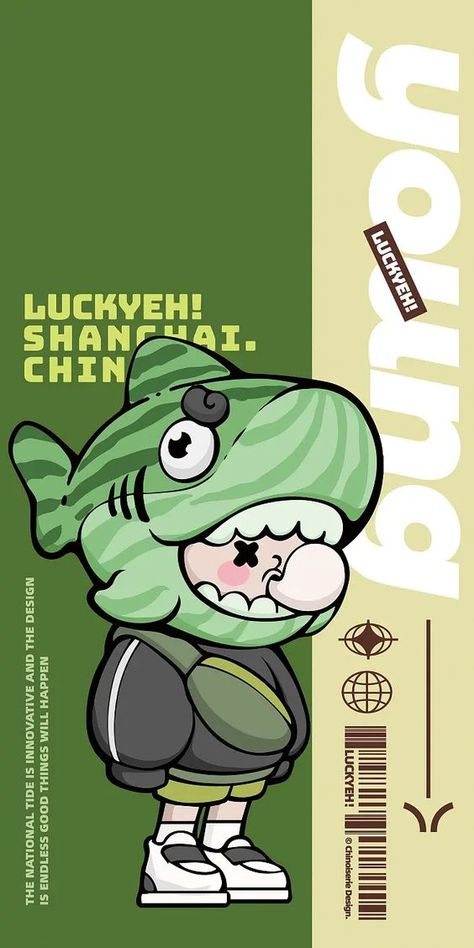 young
LUCKYEH!
LUCKYEH!
SHANGHAI.
CHIN
THE NATIONAL TIDE IS INNOVATIVE AND THE DESIGN
IS ENDLESS GOOD THINGS WILL HAPPEN
LUCKYEH!
© Chinoiserie Design.